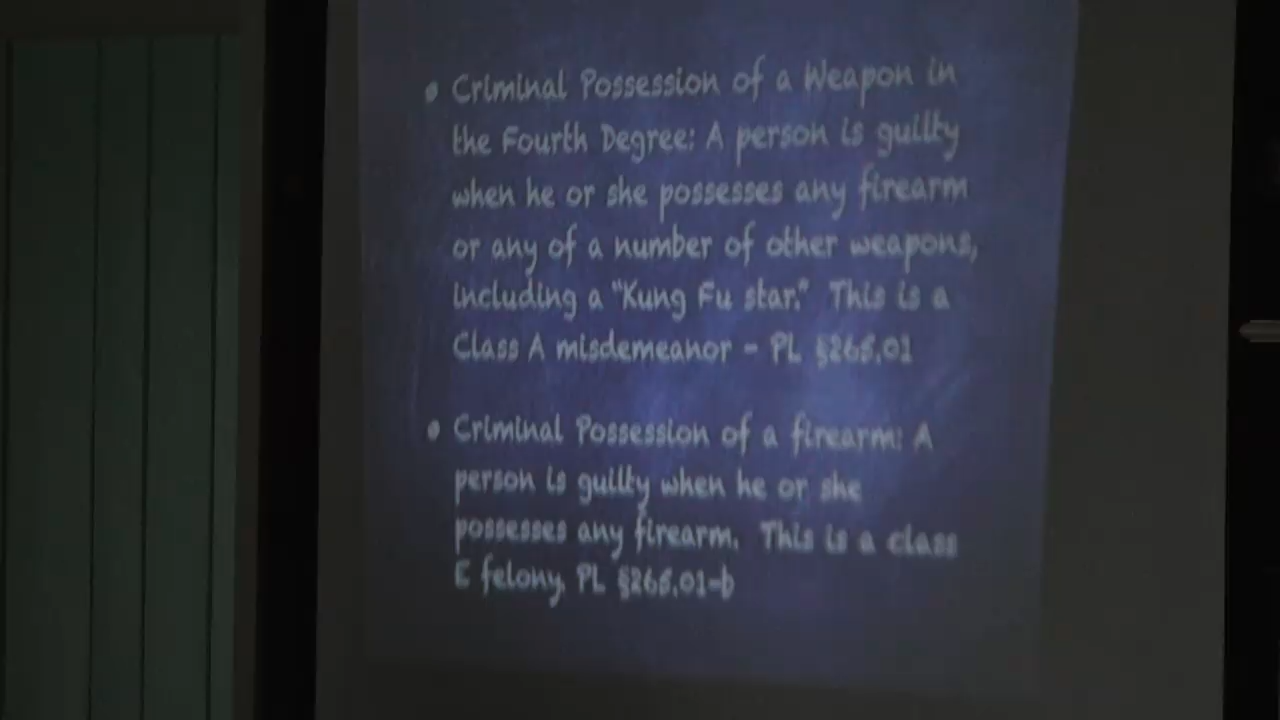 • Criminal Possession of a Weapon in
the Fourth Degree: A person is guilty
when he or she possesses any firearm
or any of a number of other weapons,
including a "Kung Fu star." This is a
Class A misdemeanor - PL §265.01
• Criminal Possession of a firearm: A
person is guilty when he or she
possesses any firearm. This is a class
E felony. PL §265.01-b